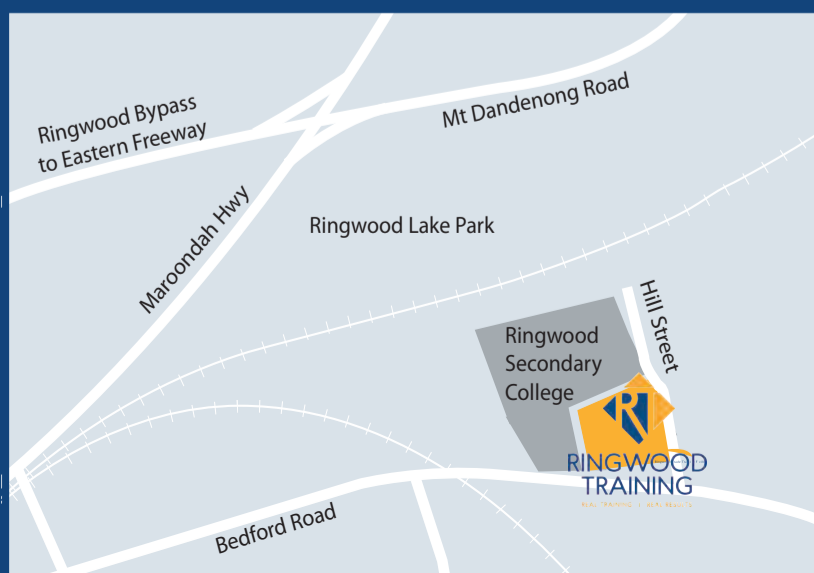 Ringwood Bypass
to Eastern Freeway
Mt Dandenong Road
Maroondah Hwy
Ringwood Lake Park
Hill Street
Ringwood
Secondary
College
R
RINGWOOD
TRAINING
Bedford Road